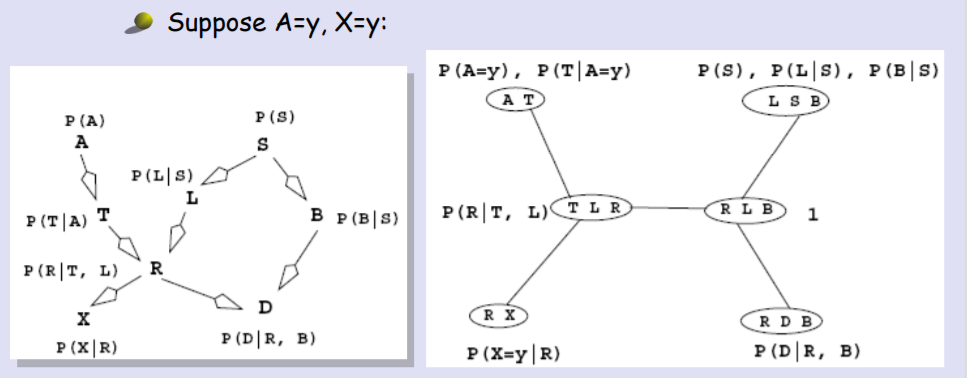 Suppose A=y, X=y:
P(A)
A
P(S)
S
P(L|S)
L
P(T|A) T
B P(B|S)
P(R|T, L) R
X
D
P(X|R)
P(D|R, B)
P(A=y), P(T|A=y)
P(S), P(L|S), P(B|S)
A T
L S B
P(R|T, L) T L R
R L B 1
R X
R D B
P(X=y|R)
P(D|R, B)